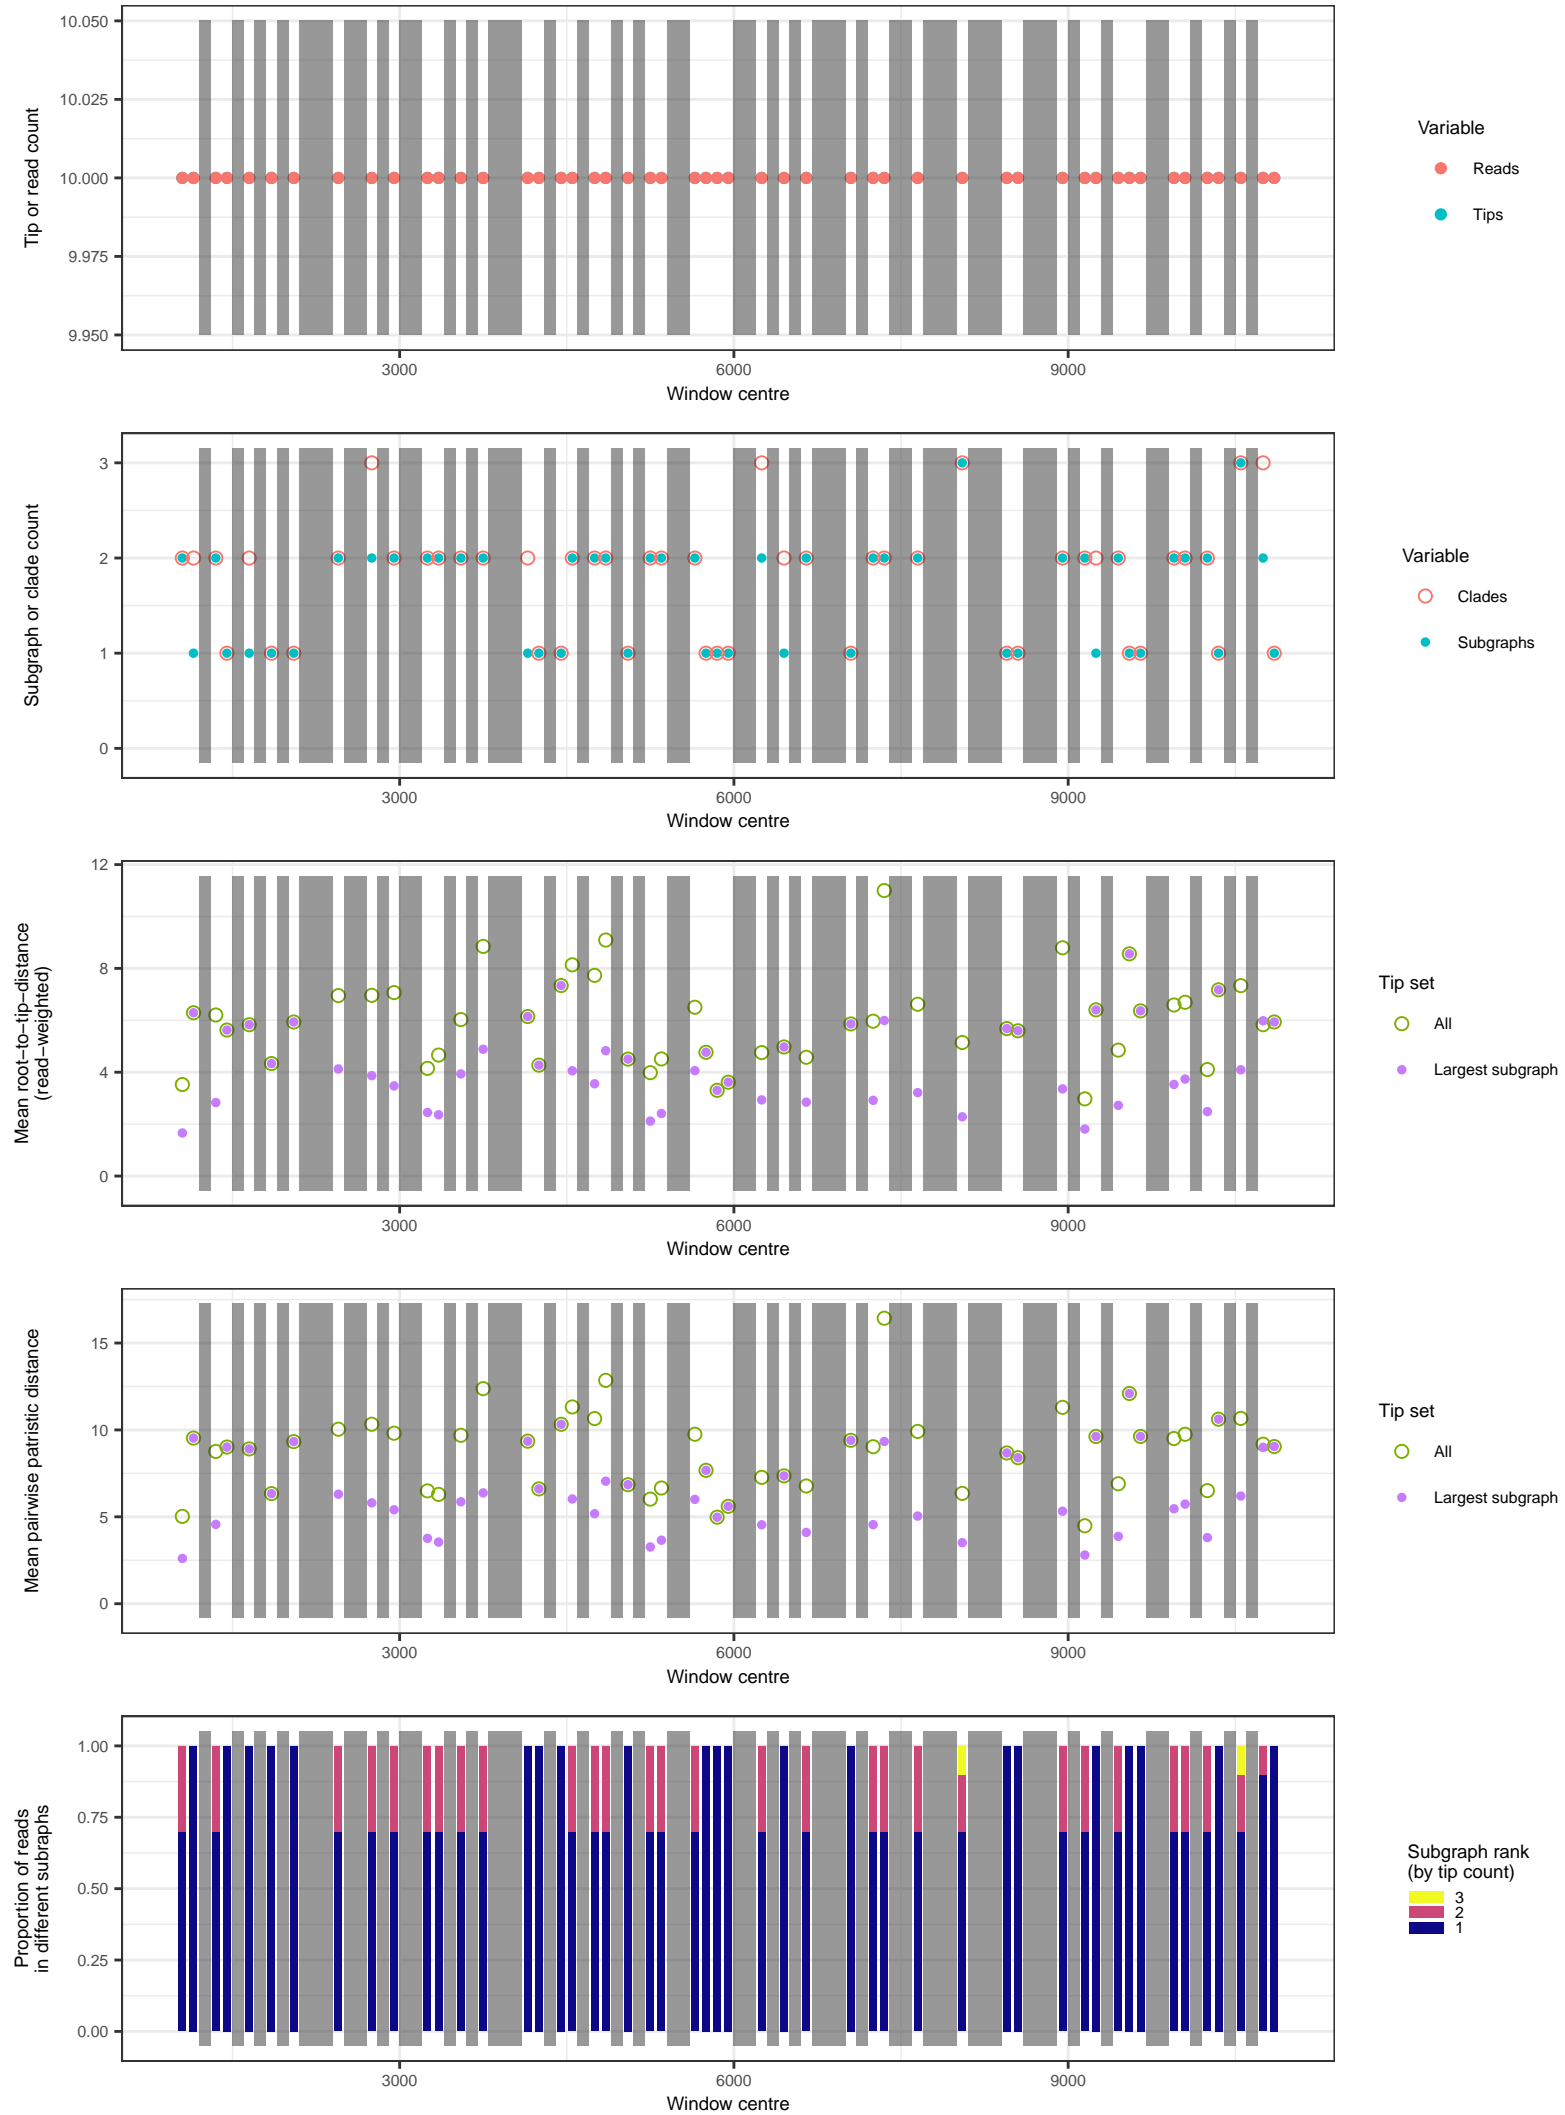 10.050
10.025
10.000
9.975
9.950
Tip or read count
3000
6000
9000
Window centre
Variable
Reads
Tips
3
2
1
0
Subgraph or clade count
3000
6000
9000
Window centre
Variable
Clades
Subgraphs
12
8
4
0
Mean root−to−tip−distance
(read−weighted)
3000
6000
9000
Window centre
Tip set
All
Largest subgraph
15
10
5
0
Mean pairwise patristic distance
3000
6000
9000
Window centre
Tip set
All
Largest subgraph
1.00
0.75
0.50
0.25
0.00
Proportion of reads
in different subraphs
3000
6000
9000
Window centre
Subgraph rank
(by tip count)
3
2
1